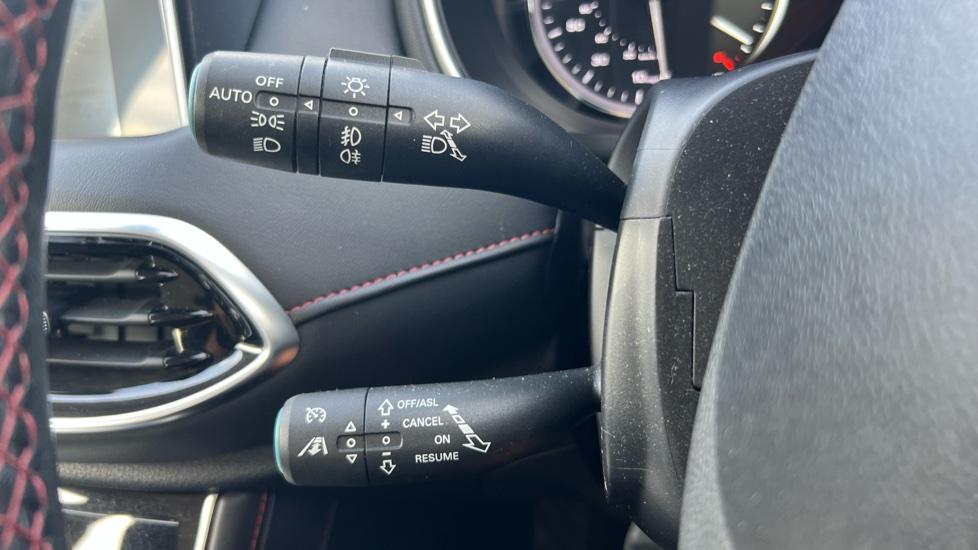 OFF
AUTO
OFF/ASL
+
CANCEL
ON
-
RESUME